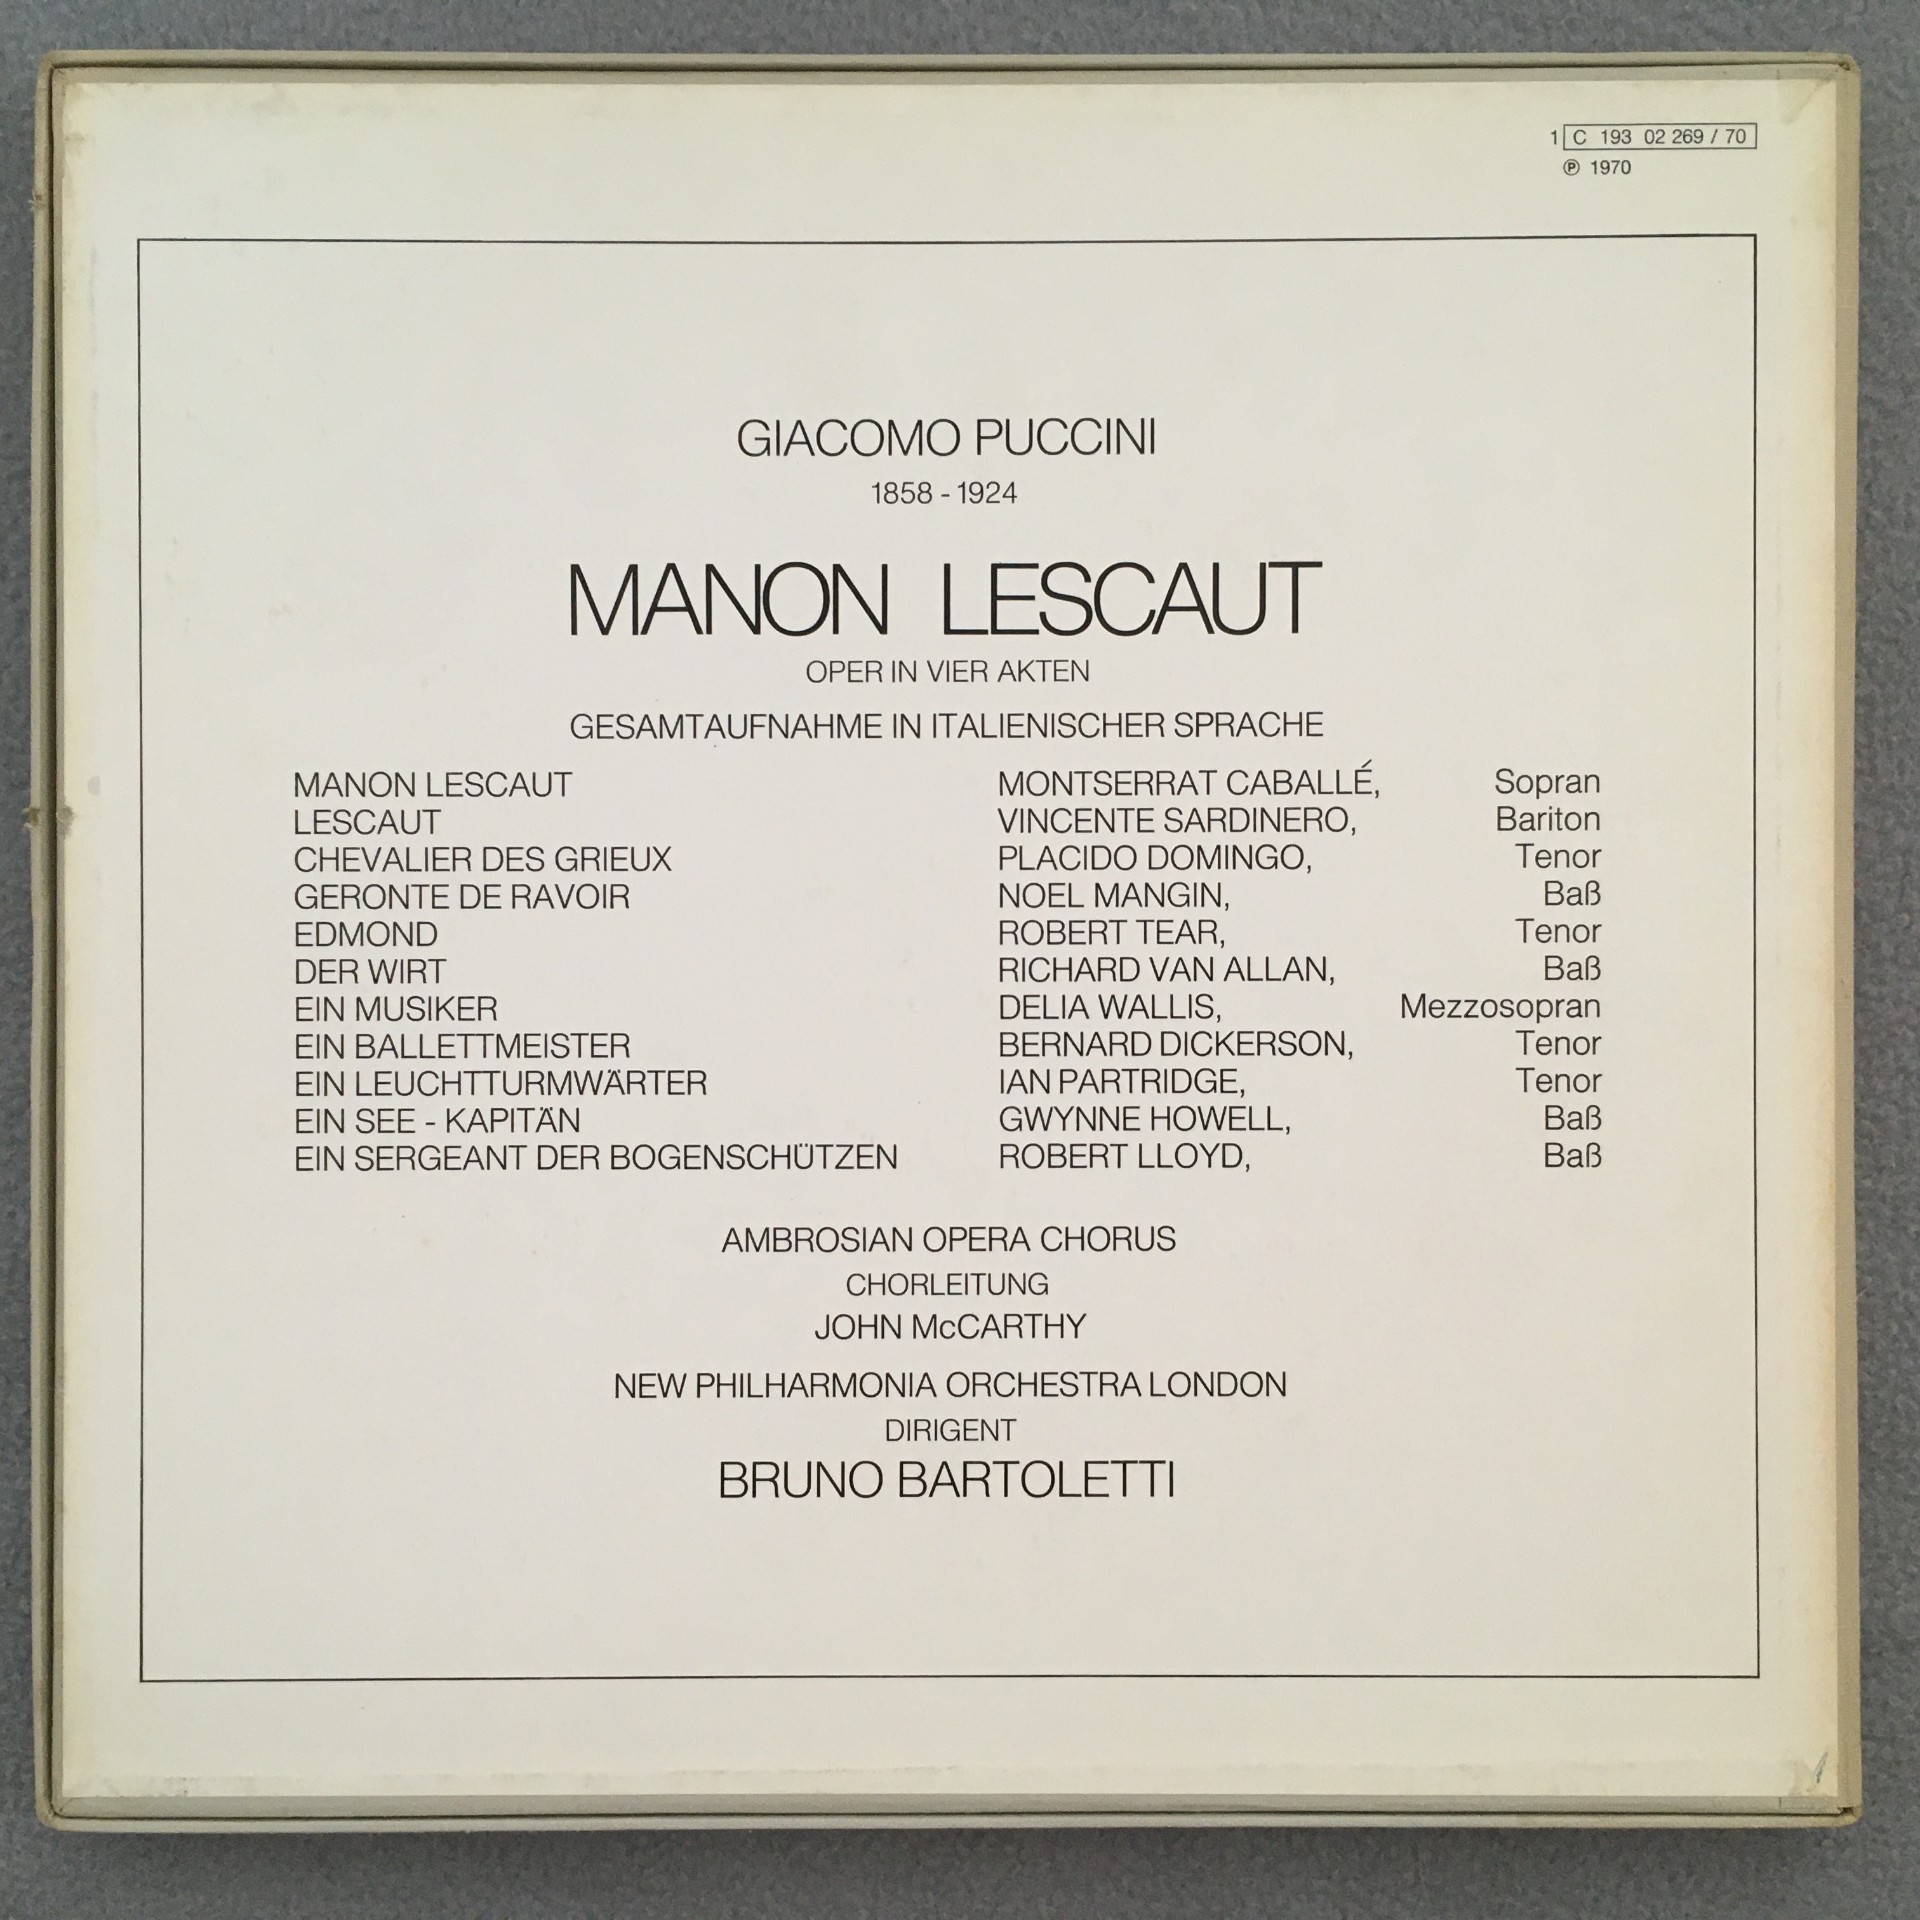 1 C 193 02 269 / 70
℗ 1970
GIACOMO PUCCINI
1858 - 1924
MANON LESCAUT
OPER IN VIER AKTEN
GESAMTAUFNAHME IN ITALIENISCHER SPRACHE
MANON LESCAUT MONTSERRAT CABALLÉ, Sopran
LESCAUT VINCENTE SARDINERO, Bariton
CHEVALIER DES GRIEUX PLACIDO DOMINGO, Tenor
GERONTE DE RAVOIR NOEL MANGIN, Baß
EDMOND ROBERT TEAR, Tenor
DER WIRT RICHARD VAN ALLAN, Baß
EIN MUSIKER DELIA WALLIS, Mezzosopran
EIN BALLETTMEISTER BERNARD DICKERSON, Tenor
EIN LEUCHTTURMWÄRTER IAN PARTRIDGE, Tenor
EIN SEE - KAPITÄN GWYNNE HOWELL, Baß
EIN SERGEANT DER BOGENSCHÜTZEN ROBERT LLOYD, Baß
AMBROSIAN OPERA CHORUS
CHORLEITUNG
JOHN McCARTHY
NEW PHILHARMONIA ORCHESTRA LONDON
DIRIGENT
BRUNO BARTOLETTI